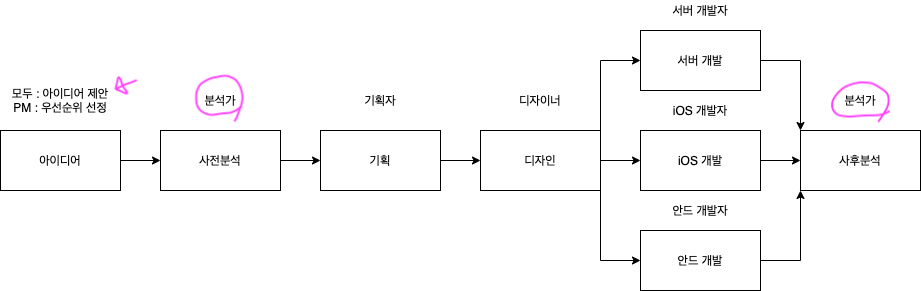 모두 : 아이디어 제안
PM : 우선순위 선정
아이디어
분석가
사전분석
기획자
기획
디자이너
디자인
서버 개발자
서버 개발
iOS 개발자
iOS 개발
안드 개발자
안드 개발
분석가
사후분석